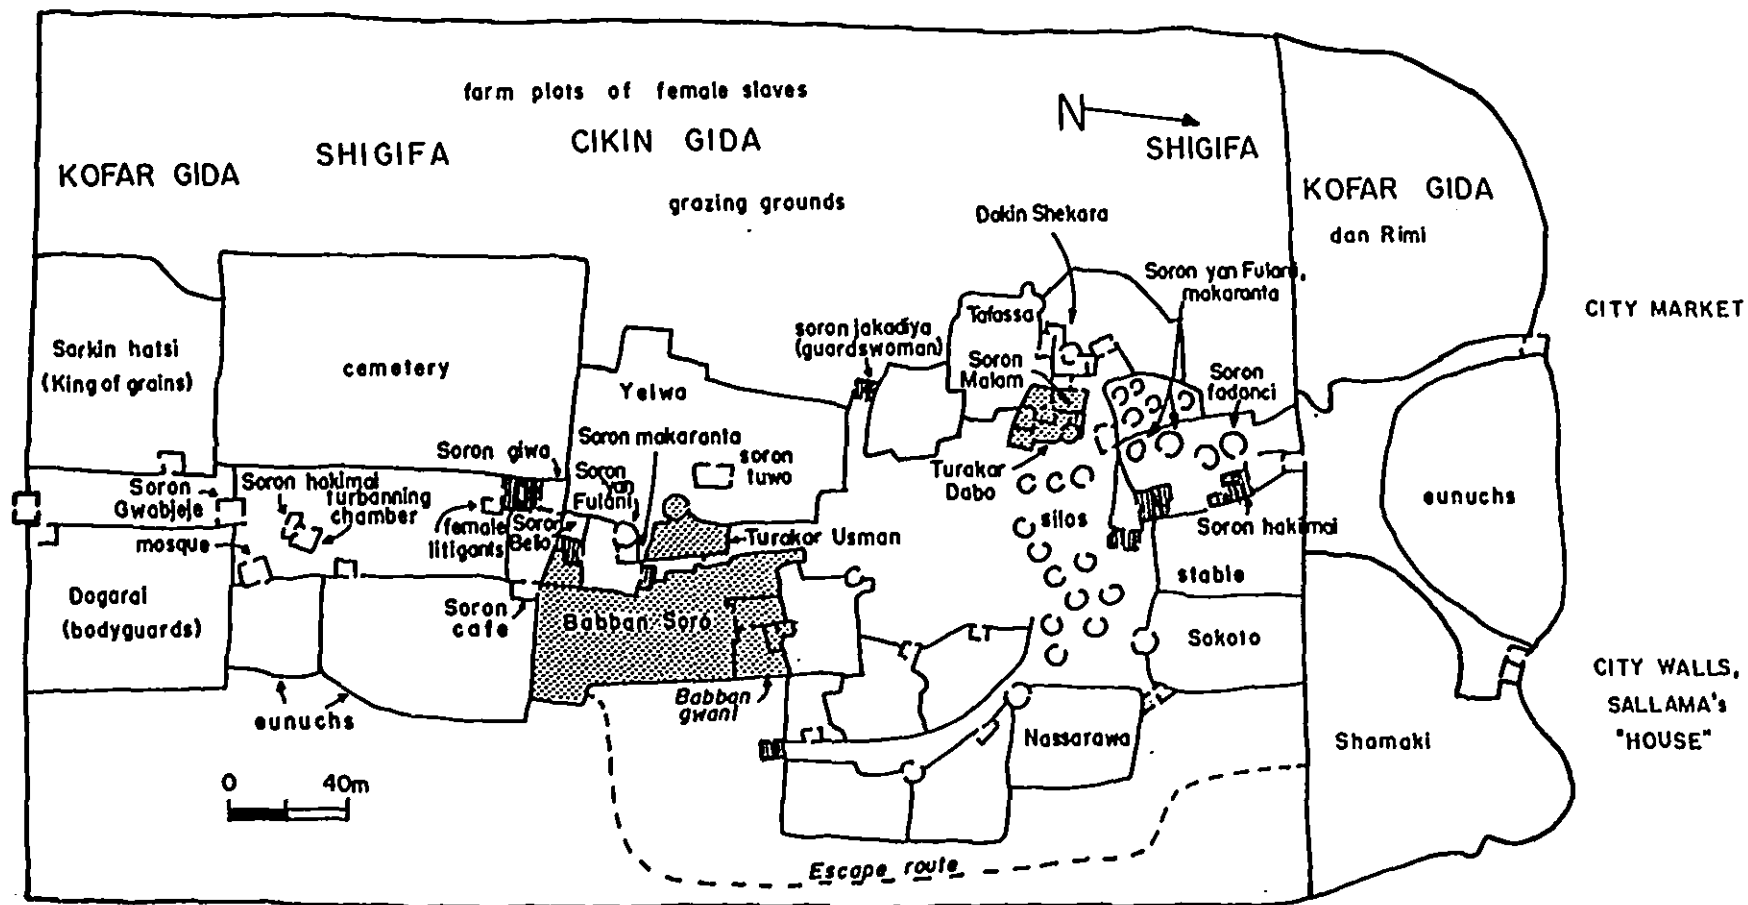 farm plots of female slaves
N
KOFAR GIDA
SHIGIFA
CIKIN GIDA
SHIGIFA
KOFAR GIDA
dan Rimi
grazing grounds
Dakin Shekara
Soron yan Fulani,
makaranta
CITY MARKET
Sarkin hatsi
(King of grains)
cemetery
Yelwa
soron jakadiya
(guardswoman)
Tafassa
Soron
Malam
Soron
fadanci
Soron giwa
Soron makaranta
soron
tuwo
Turakar
Dabo
Soron
Gwabjeje
Soron hakimai
turbanning
chamber
Soron
yan
Fulani
female
litigants
Soron
Bello
mosque
Turakar Usman
silos
Soron hakimai
eunuchs
Dogarai
(bodyguards)
Soron
cafe
Babban Soro
stable
Sokoto
eunuchs
Babban
gwani
Nassarawa
Shamaki
CITY WALLS,
SALLAMA's
"HOUSE"
0 40m
Escape route